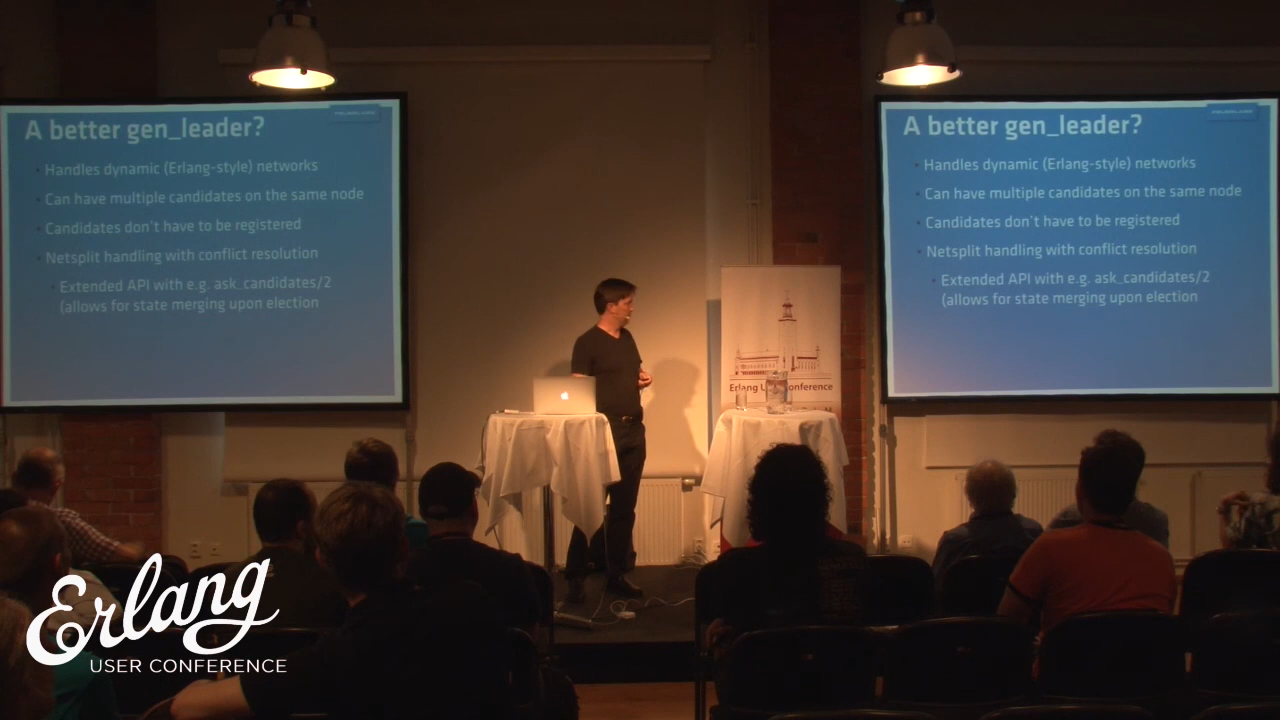 A better gen_leader?
Handles dynamic (Erlang-style) networks
Can have multiple candidates on the same node
Candidates don't have to be registered
Netsplit handling with conflict resolution
Extended API with e.g. ask_candidates/2
(allows for state merging upon election
A better gen_leader?
Handles dynamic (Erlang-style) networks
Can have multiple candidates on the same node
Candidates don't have to be registered
Netsplit handling with conflict resolution
Extended API with e.g. ask_candidates/2
(allows for state merging upon election
Erlang Conference
Erlang
USER CONFERENCE